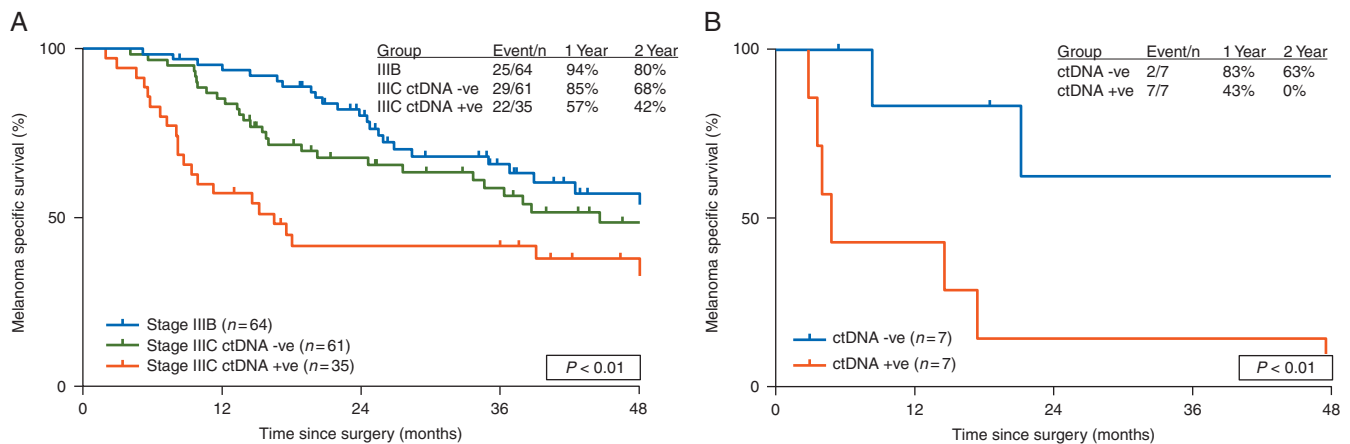 A
Melanoma specific survival (%)
100
50
0
0 12 24 36 48
Time since surgery (months)
Group Event/n 1 Year 2 Year
IIIB 25/64 94% 80%
IIIC ctDNA -ve 29/61 85% 68%
IIIC ctDNA +ve 22/35 57% 42%
Stage IIIB (n=64)
Stage IIIC ctDNA -ve (n=61)
Stage IIIC ctDNA +ve (n=35)
P < 0.01
B
Melanoma specific survival (%)
100
50
0
0 12 24 36 48
Time since surgery (months)
Group Event/n 1 Year 2 Year
ctDNA -ve 2/7 83% 63%
ctDNA +ve 7/7 43% 0%
ctDNA -ve (n=7)
ctDNA +ve (n=7)
P < 0.01